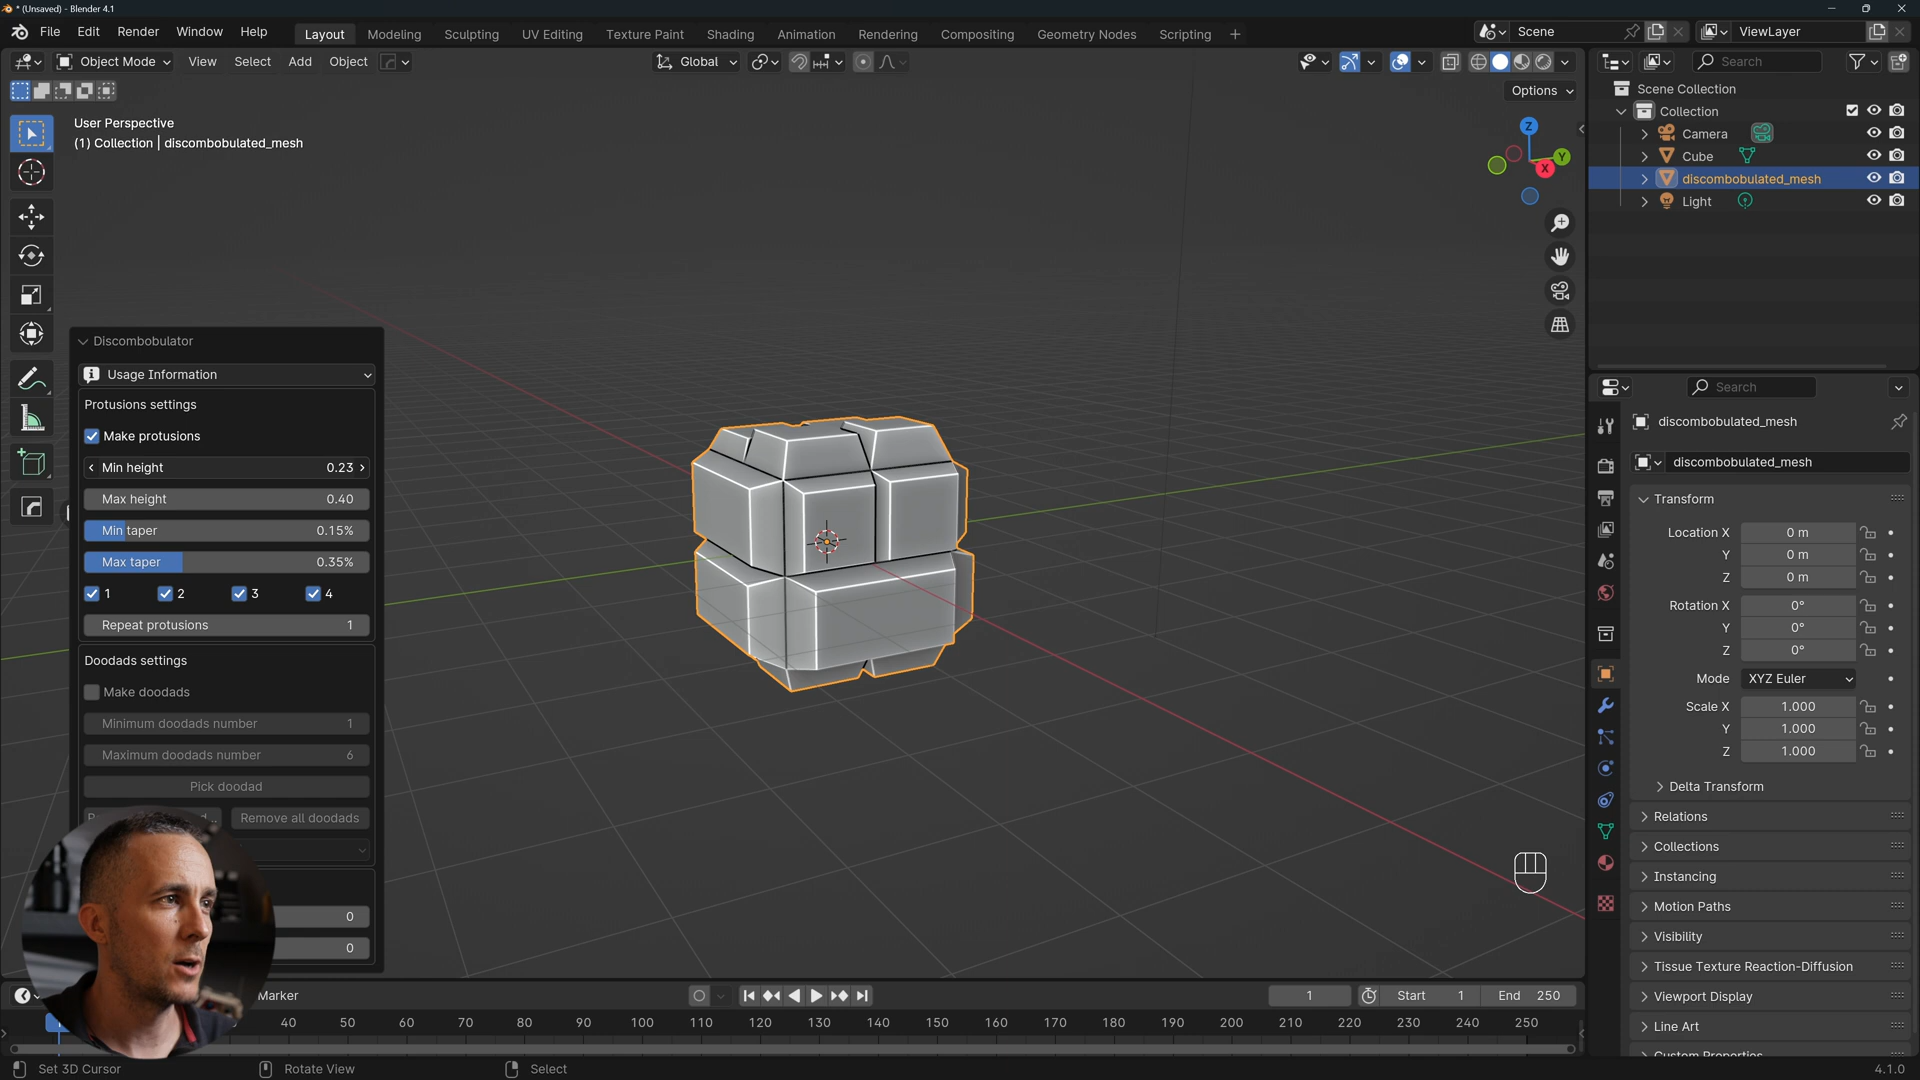 * (Unsaved) - Blender 4.1
File Edit Render Window Help
Layout Modeling Sculpting UV Editing Texture Paint Shading Animation Rendering Compositing Geometry Nodes Scripting +
Scene
ViewLayer
Object Mode View Select Add Object
Global
Search
Options
User Perspective
(1) Collection | discombobulated_mesh
Z
Y
X
Scene Collection
Collection
Camera
Cube
discombobulated_mesh
Light
Discombobulator
Usage Information
Protusions settings
Make protusions
Min height 0.23
Max height 0.40
Min taper 0.15%
Max taper 0.35%
1 2 3 4
Repeat protusions 1
Doodads settings
Make doodads
Minimum doodads number 1
Maximum doodads number 6
Pick doodad
Remove all doodads
0
0
Search
discombobulated_mesh
discombobulated_mesh
Transform
Location X 0 m
Y 0 m
Z 0 m
Rotation X 0°
Y 0°
Z 0°
Mode XYZ Euler
Scale X 1.000
Y 1.000
Z 1.000
Delta Transform
Relations
Collections
Instancing
Motion Paths
Visibility
Tissue Texture Reaction-Diffusion
Viewport Display
Line Art
Custom Properties
Marker
1 Start 1 End 250
40 50 60 70 80 90 100 110 120 130 140 150 160 170 180 190 200 210 220 230 240 250
Set 3D Cursor Rotate View Select 4.1.0